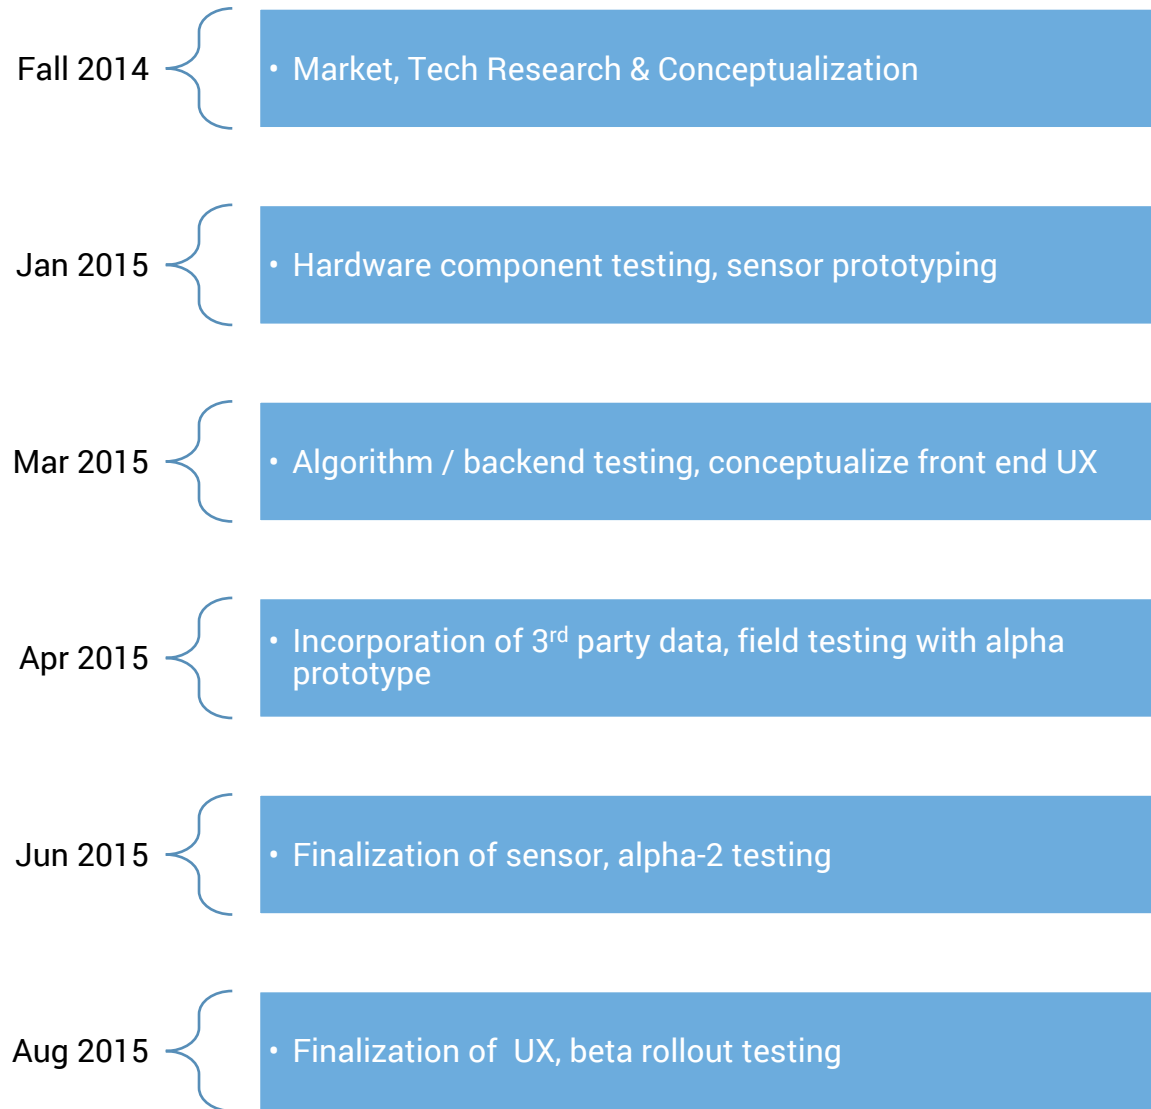 Fall 2014
• Market, Tech Research & Conceptualization
Jan 2015
• Hardware component testing, sensor prototyping
Mar 2015
• Algorithm / backend testing, conceptualize front end UX
Apr 2015
• Incorporation of 3rd party data, field testing with alpha
prototype
Jun 2015
• Finalization of sensor, alpha-2 testing
Aug 2015
• Finalization of  UX, beta rollout testing